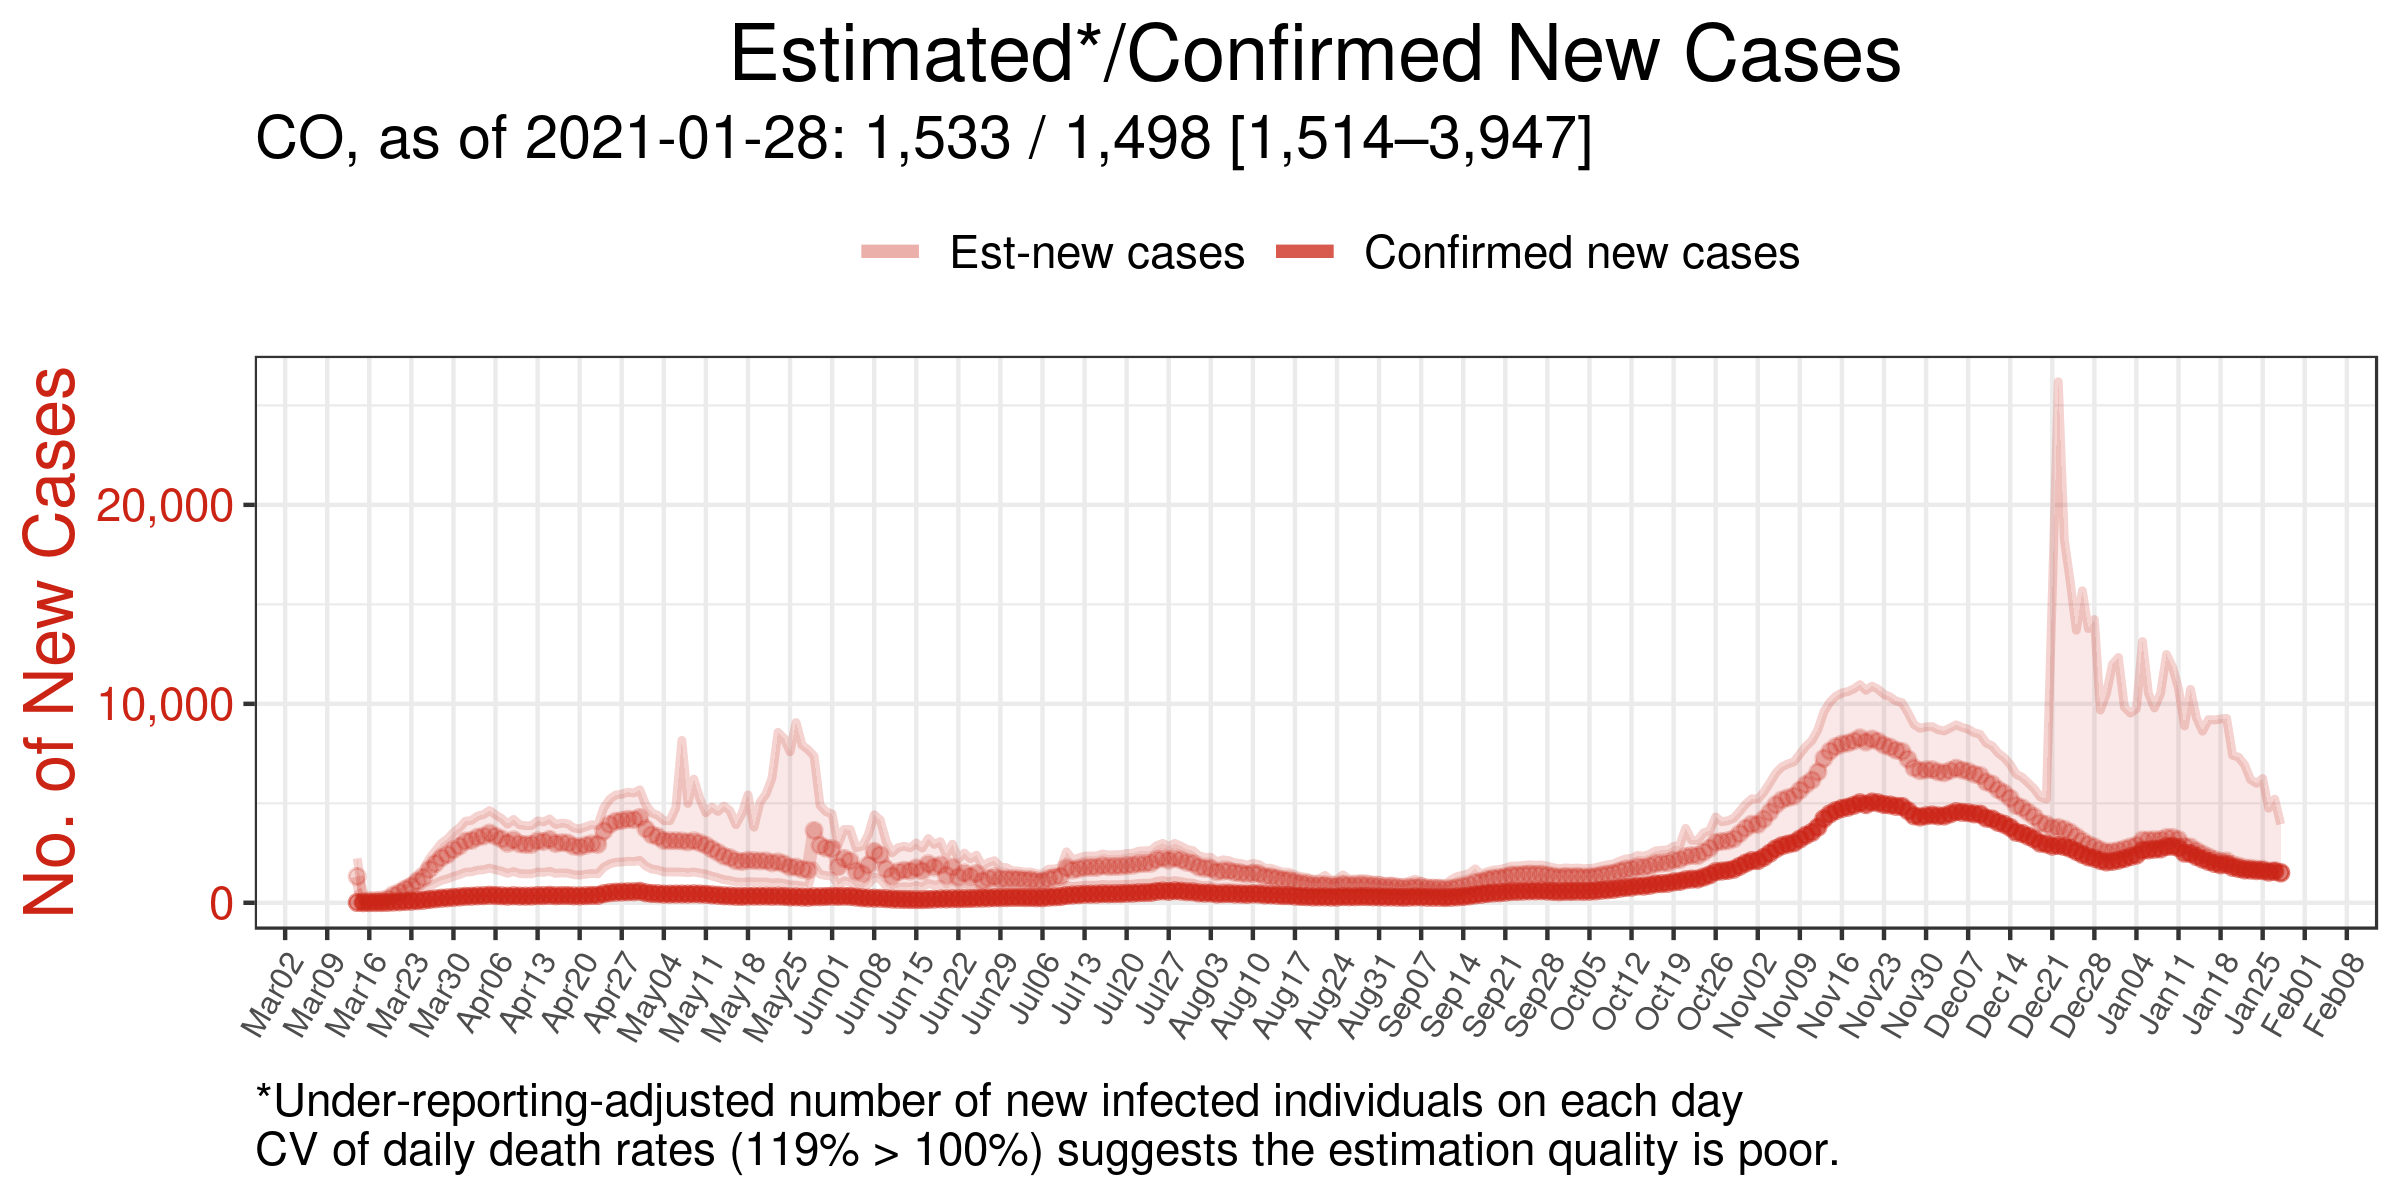 Estimated*/Confirmed New Cases
CO, as of 2021-01-28: 1,533 / 1,498 [1,514–3,947]
Est-new cases
Confirmed new cases
No. of New Cases
20,000
10,000
0
Mar02
Mar09
Mar16
Mar23
Mar30
Apr06
Apr13
Apr20
Apr27
May04
May11
May18
May25
Jun01
Jun08
Jun15
Jun22
Jun29
Jul06
Jul13
Jul20
Jul27
Aug03
Aug10
Aug17
Aug24
Aug31
Sep07
Sep14
Sep21
Sep28
Oct05
Oct12
Oct19
Oct26
Nov02
Nov09
Nov16
Nov23
Nov30
Dec07
Dec14
Dec21
Dec28
Jan04
Jan11
Jan18
Jan25
Feb01
Feb08
*Under-reporting-adjusted number of new infected individuals on each day
CV of daily death rates (119% > 100%) suggests the estimation quality is poor.